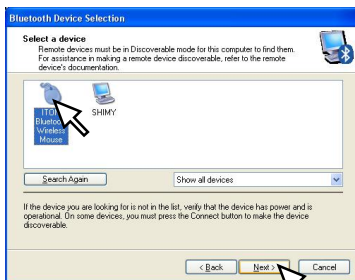 Bluetooth Device Selection
Select a device
Remote devices must be in Discoverable mode for this computer to find them.
For assistance in making a remote device discoverable, refer to the remote
device's documentation.
SHIMY
Bluetooth
Wireless
Mouse
Search Again
Show all devices
If the device you are looking for is not in the list, verify that the device has power and is
operational. On some devices, you must press the Connect button to make the device
discoverable.
< Back
Next >
Cancel